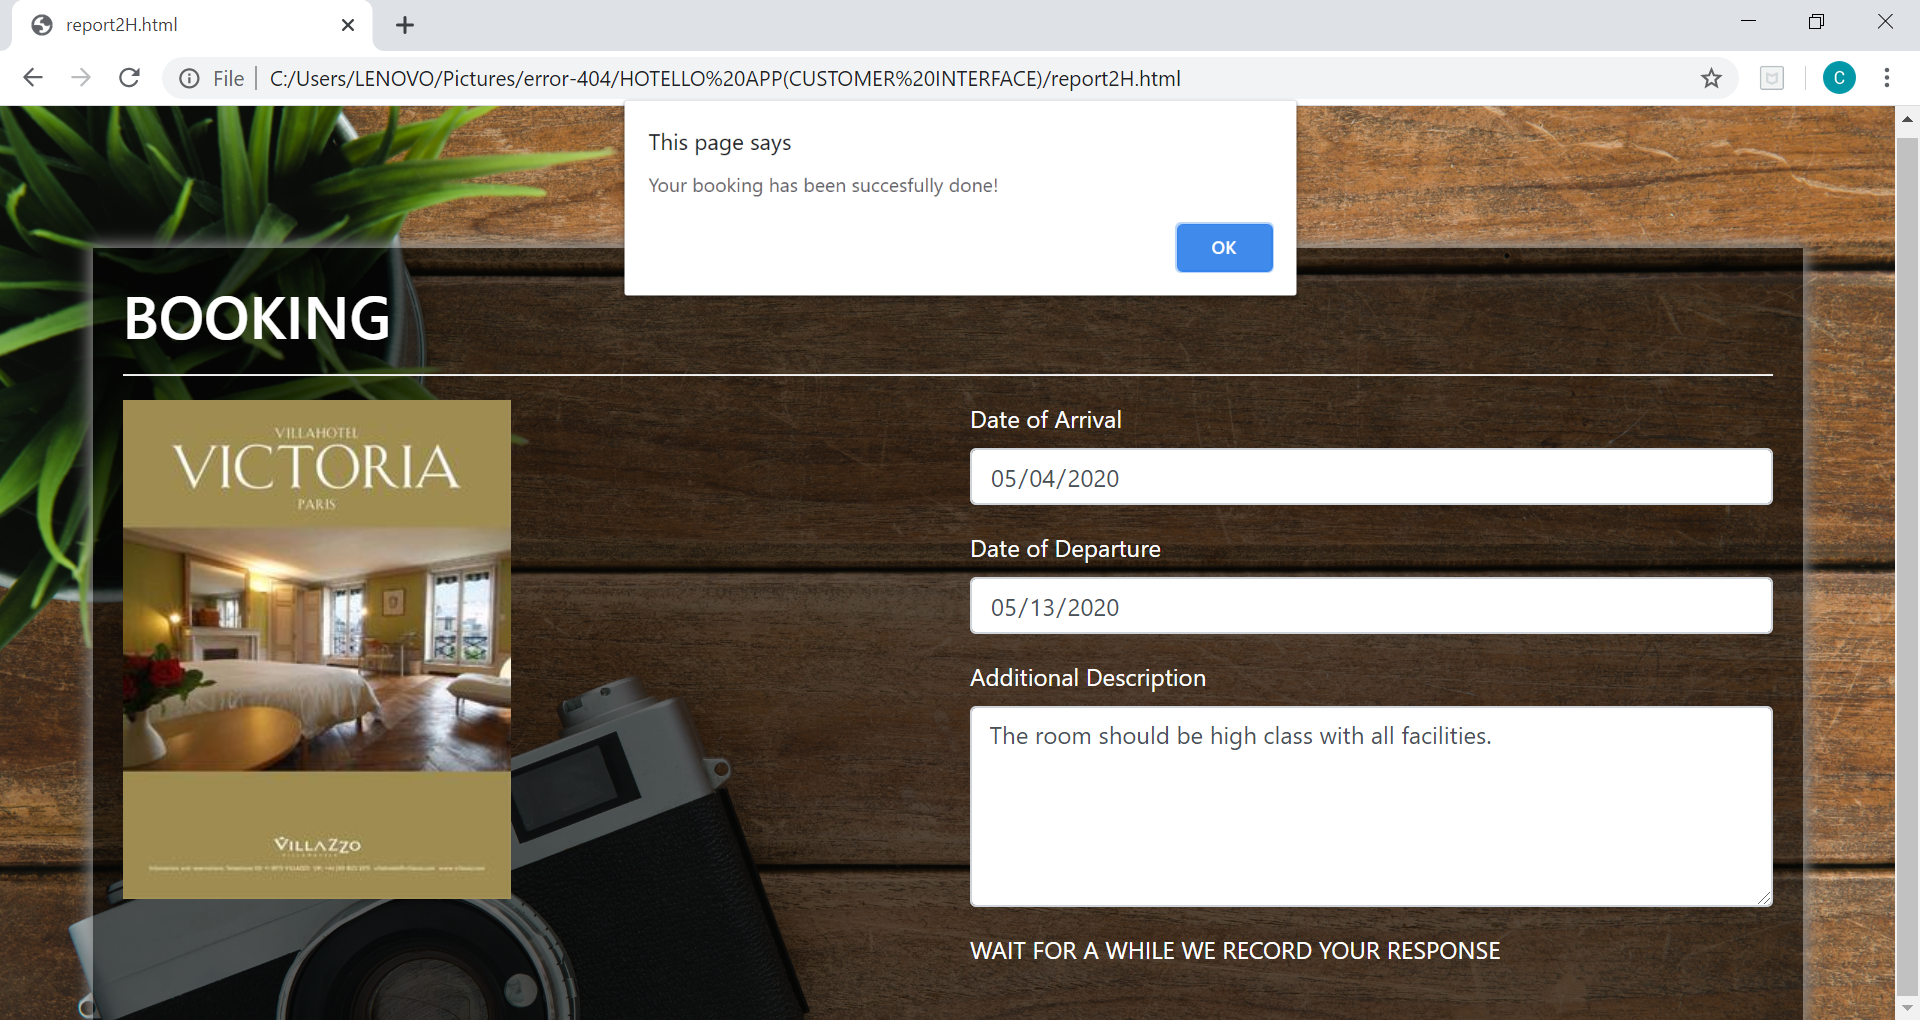 report2H.html
File
C:/Users/LENOVO/Pictures/error-404/HOTELLO%20APP(CUSTOMER%20INTERFACE)/report2H.html
C
This page says
Your booking has been succesfully done!
OK
BOOKING
VILLAHOTEL
VICTORIA
PARIS
VILLAZZO
Date of Arrival
05/04/2020
Date of Departure
05/13/2020
Additional Description
The room should be high class with all facilities.
WAIT FOR A WHILE WE RECORD YOUR RESPONSE